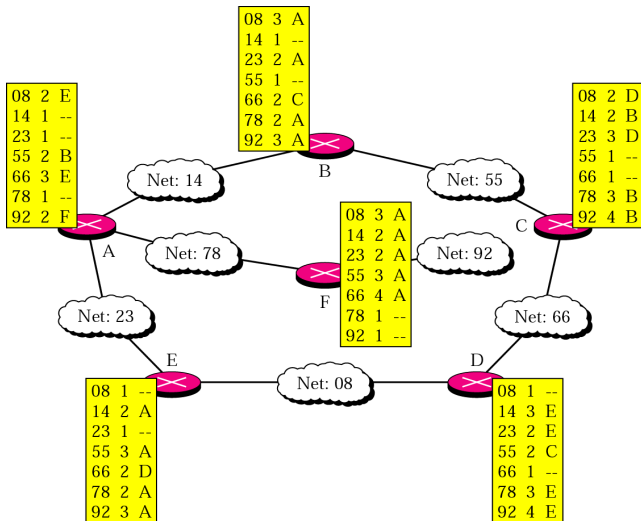 08 3 A
14 1 --
23 2 A
55 1 --
66 2 C
78 2 A
92 3 A
B
08 2 E
14 1 --
23 1 --
55 2 B
66 3 E
78 1 --
92 2 F
A
08 2 D
14 2 B
23 3 D
55 1 --
66 1 --
78 3 B
92 4 B
C
Net: 14
Net: 55
08 3 A
14 2 A
23 2 A
55 3 A
66 4 A
78 1 --
92 1 --
F
Net: 78
Net: 92
Net: 23
Net: 66
E
Net: 08
D
08 1 --
14 2 A
23 1 --
55 3 A
66 2 D
78 2 A
92 3 A
08 1 --
14 3 E
23 2 E
55 2 C
66 1 --
78 3 E
92 4 E